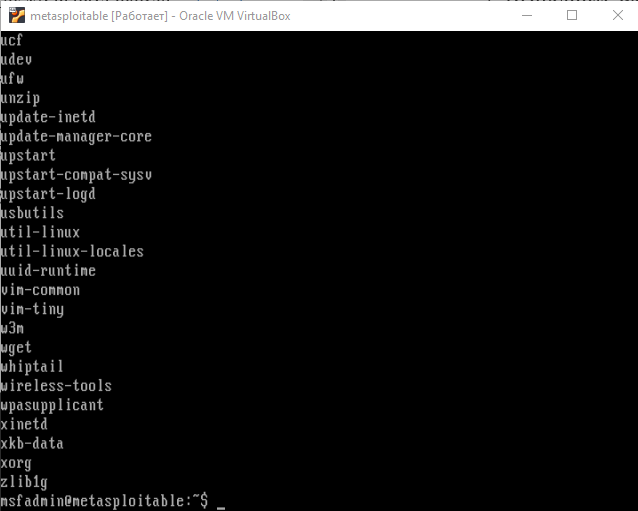 metasploitable [Работает] - Oracle VM VirtualBox
ucf
udev
ufw
unzip
update-inetd
update-manager-core
upstart
upstart-compat-sysv
upstart-logd
usbutils
util-linux
util-linux-locales
uuid-runtime
vim-common
vim-tiny
w3m
wget
whiptail
wireless-tools
wpasupplicant
xinetd
xkb-data
xorg
zlib1g
msfadmin@metasploitable:~$ _